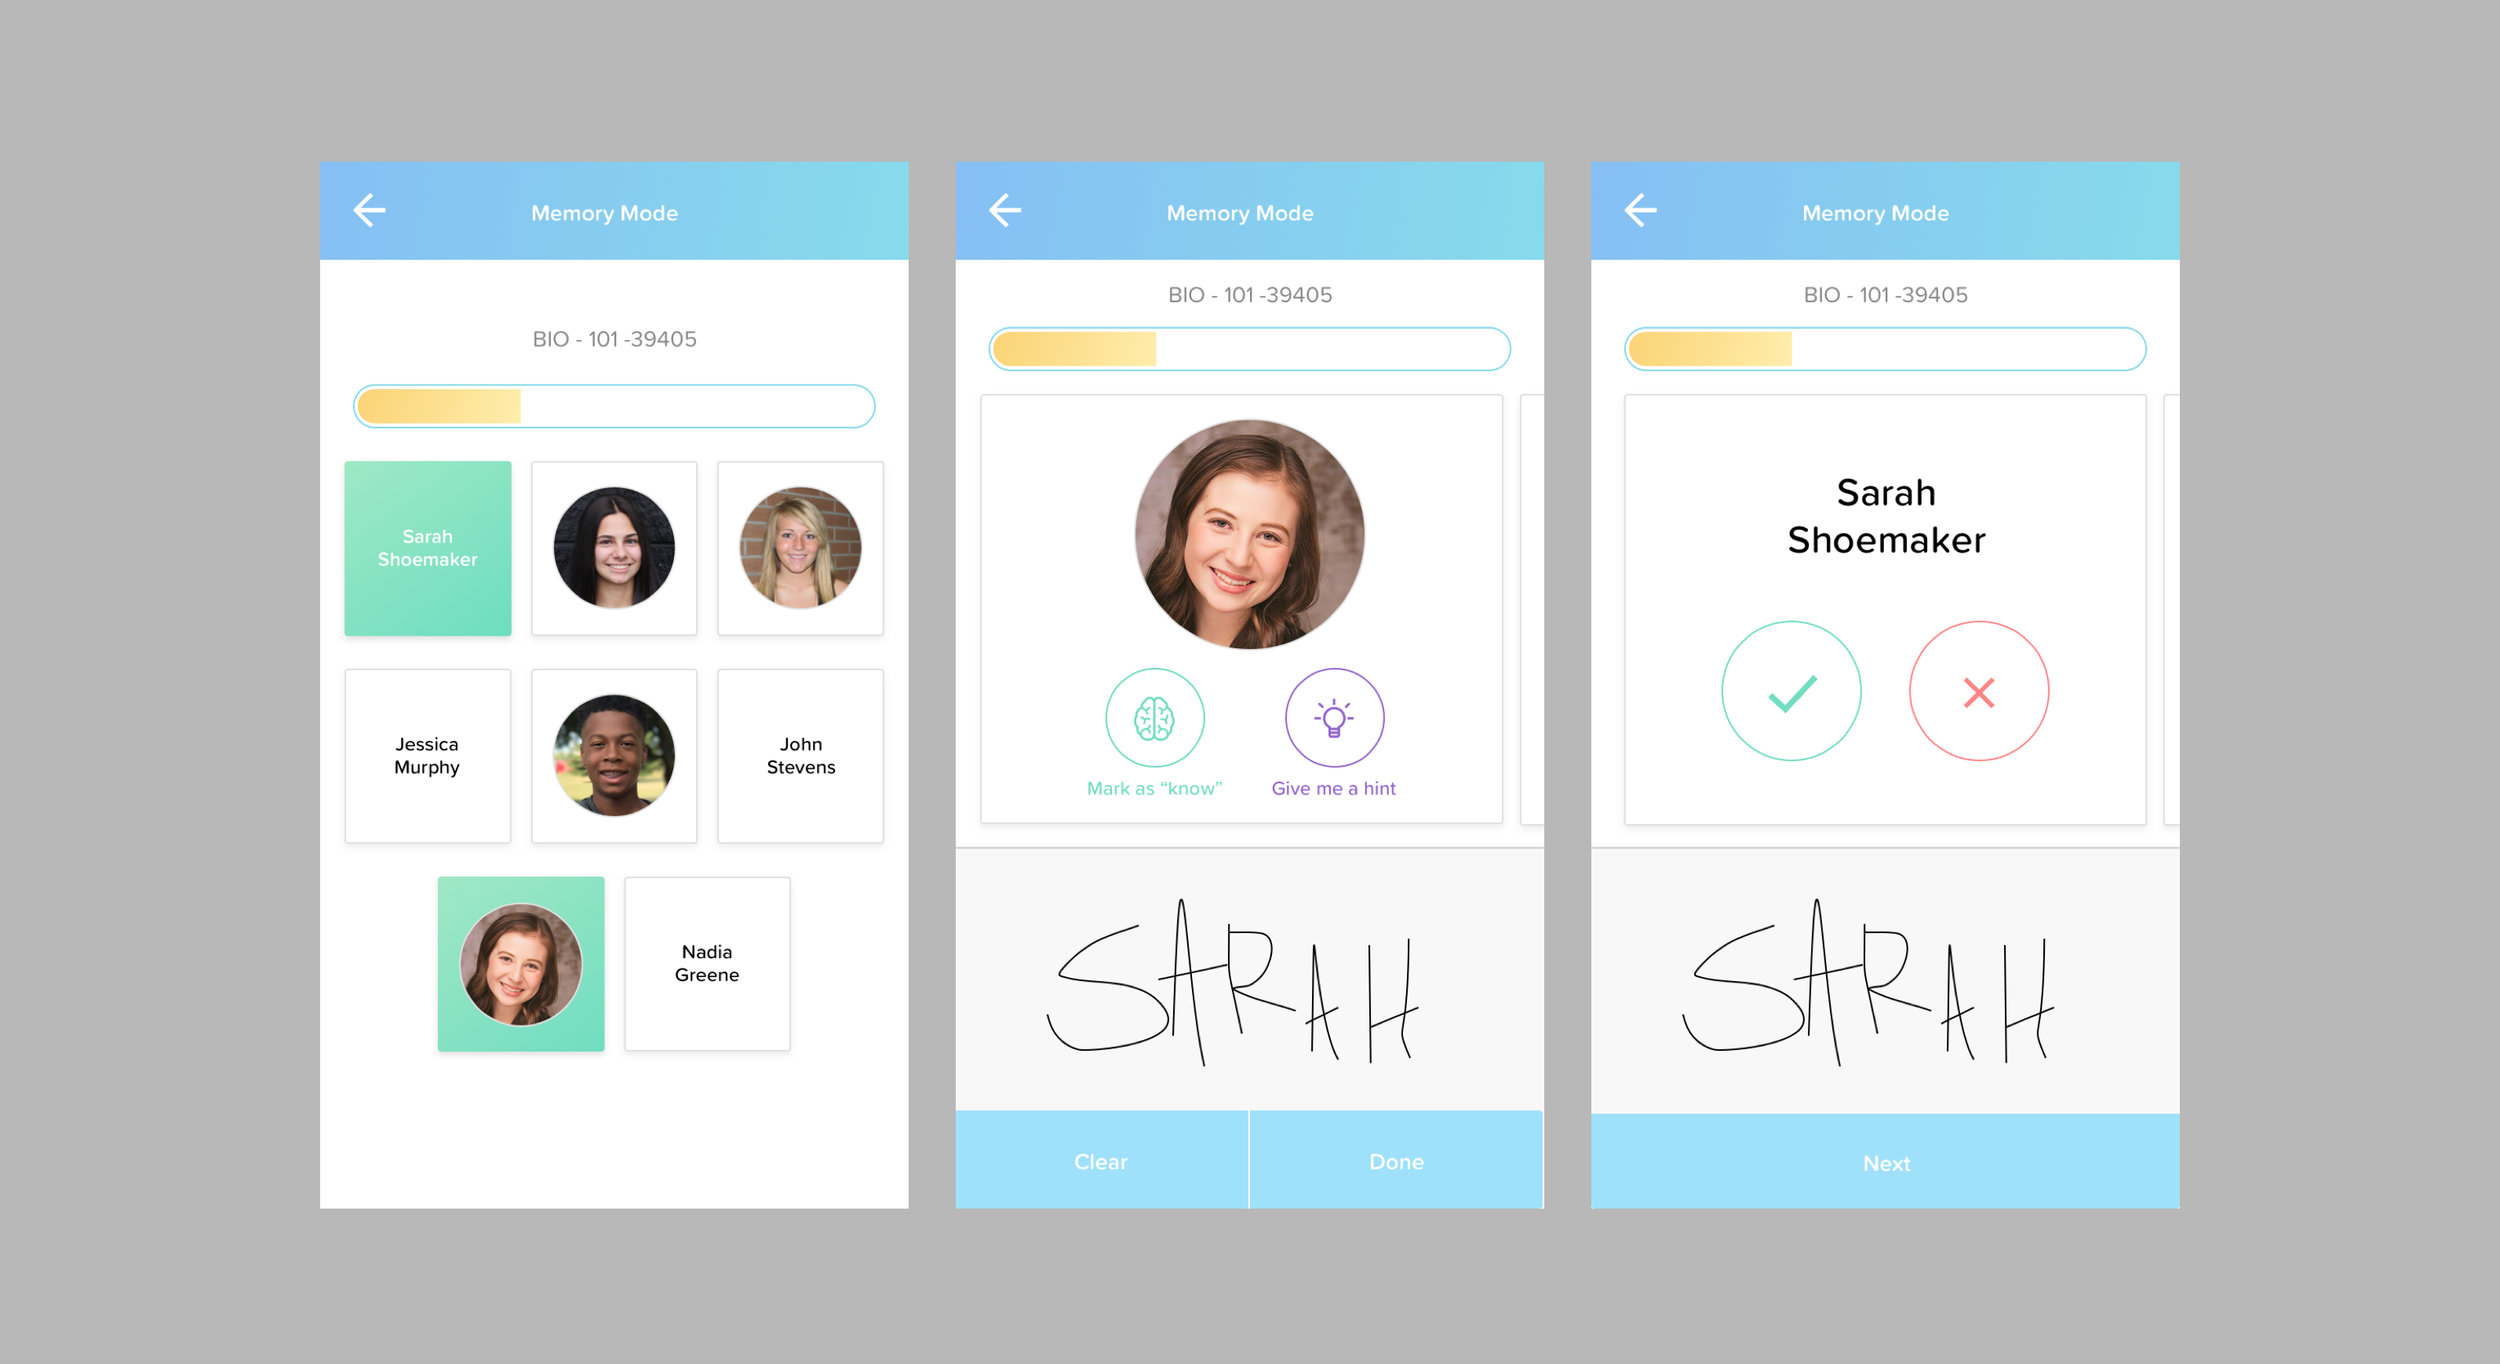 Memory Mode
BIO - 101 -39405
Sarah
Shoemaker
Jessica
Murphy
John
Stevens
Nadia
Greene
Memory Mode
BIO - 101 -39405
Mark as “know”
Give me a hint
SARAH
Clear
Done
Memory Mode
BIO - 101 -39405
Sarah
Shoemaker
SARAH
Next